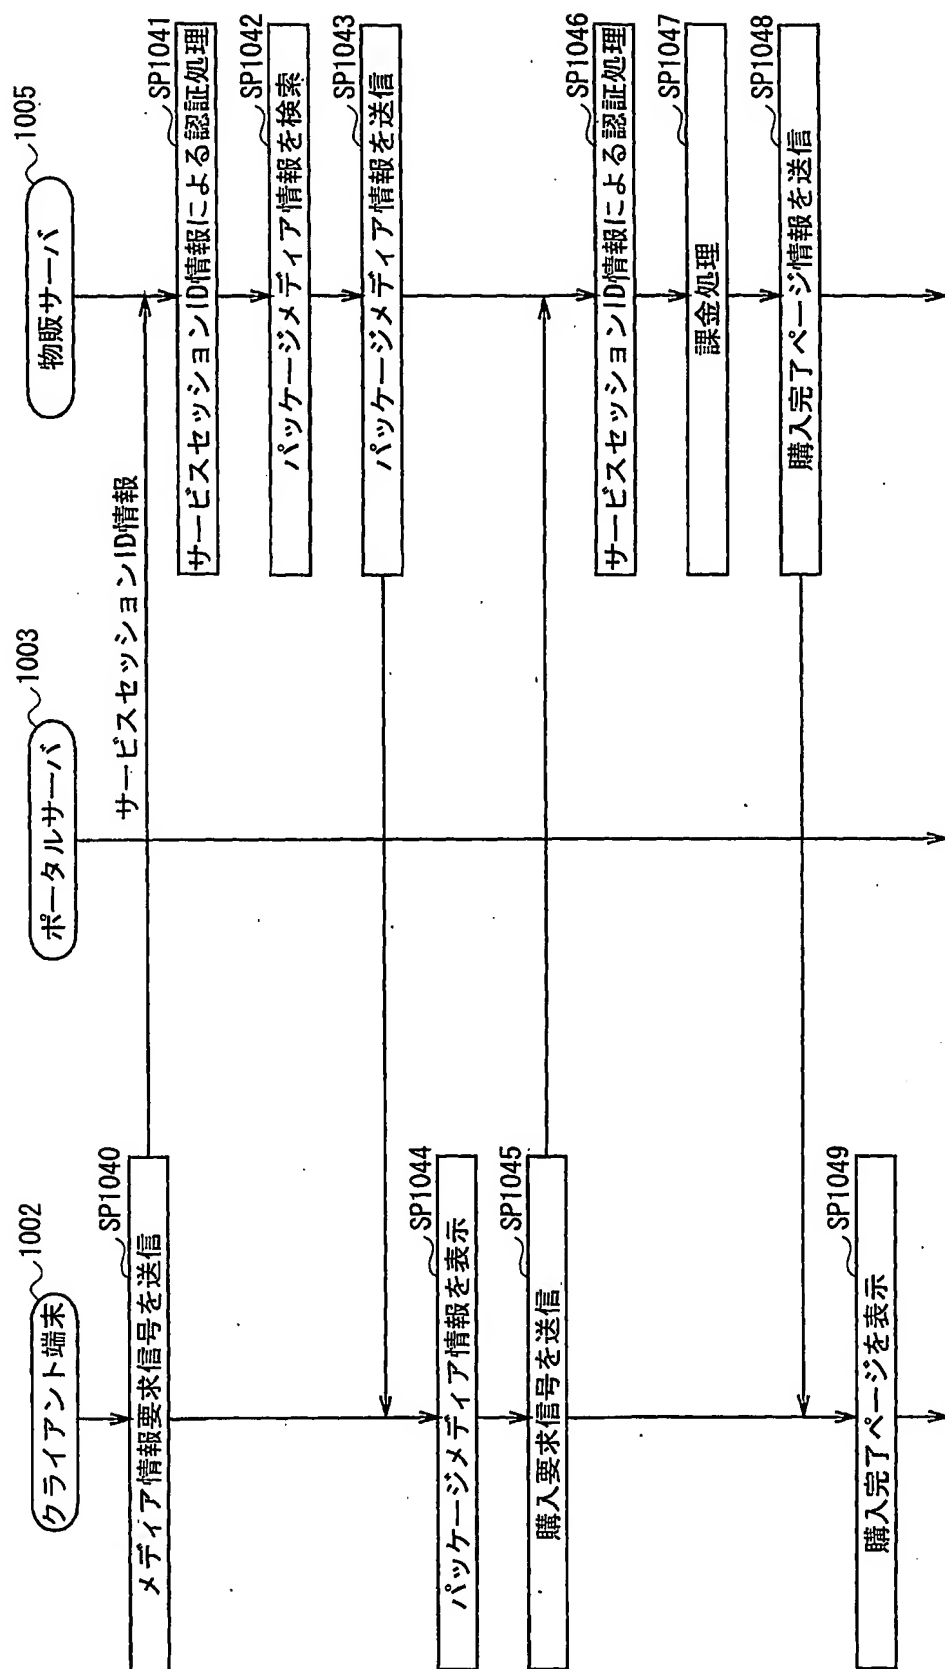 クライアント端末
1002
ポータルサーバ
1003
物販サーバ
1005
メディア情報要求信号を送信
SP1040
サービスセッションID情報
サービスセッションID情報による認証処理
SP1041
パッケージメディア情報を検索
SP1042
パッケージメディア情報を送信
SP1043
パッケージメディア情報を表示
SP1044
購入要求信号を送信
SP1045
サービスセッションID情報による認証処理
SP1046
課金処理
SP1047
購入完了ページ情報を送信
SP1048
購入完了ページを表示
SP1049